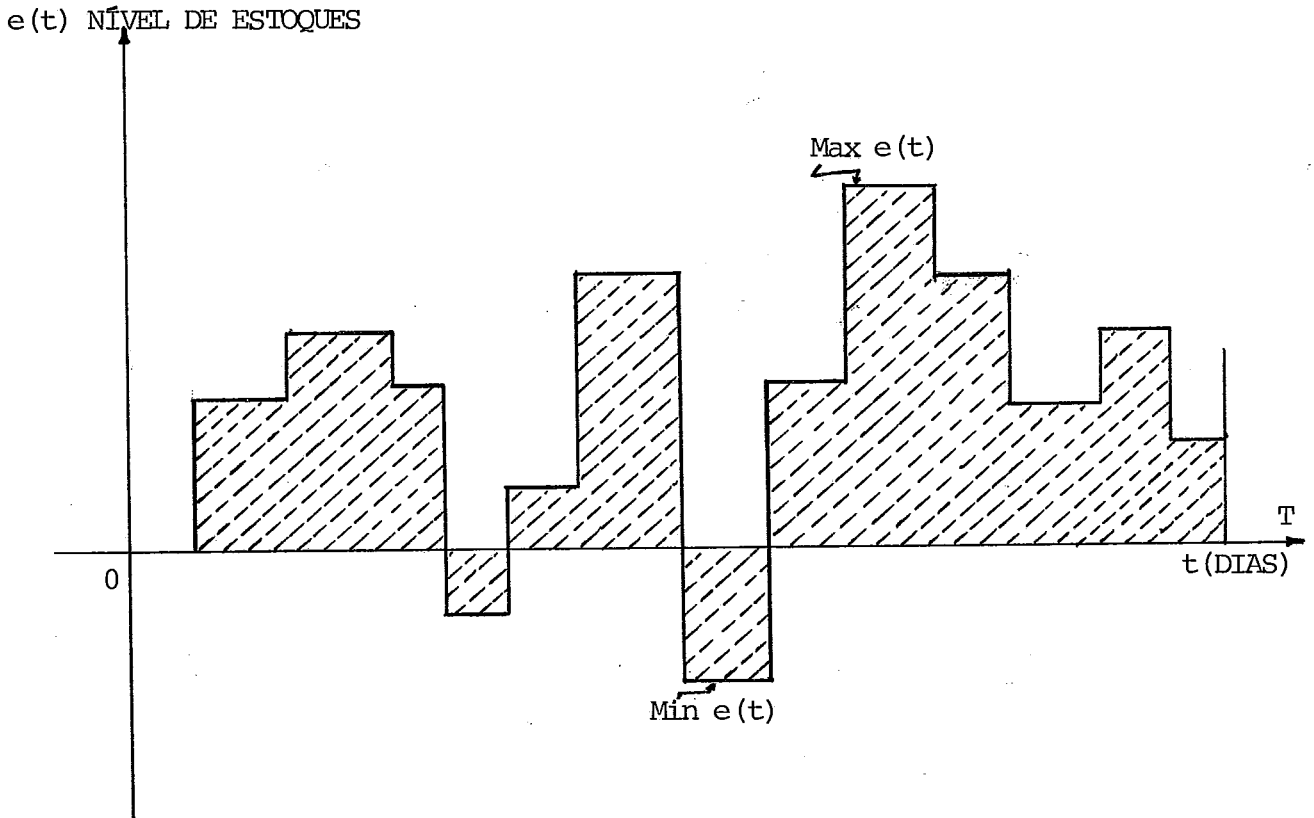 e(t) NÍVEL DE ESTOQUES
Max e(t)
T
0
t(DIAS)
Min e(t)